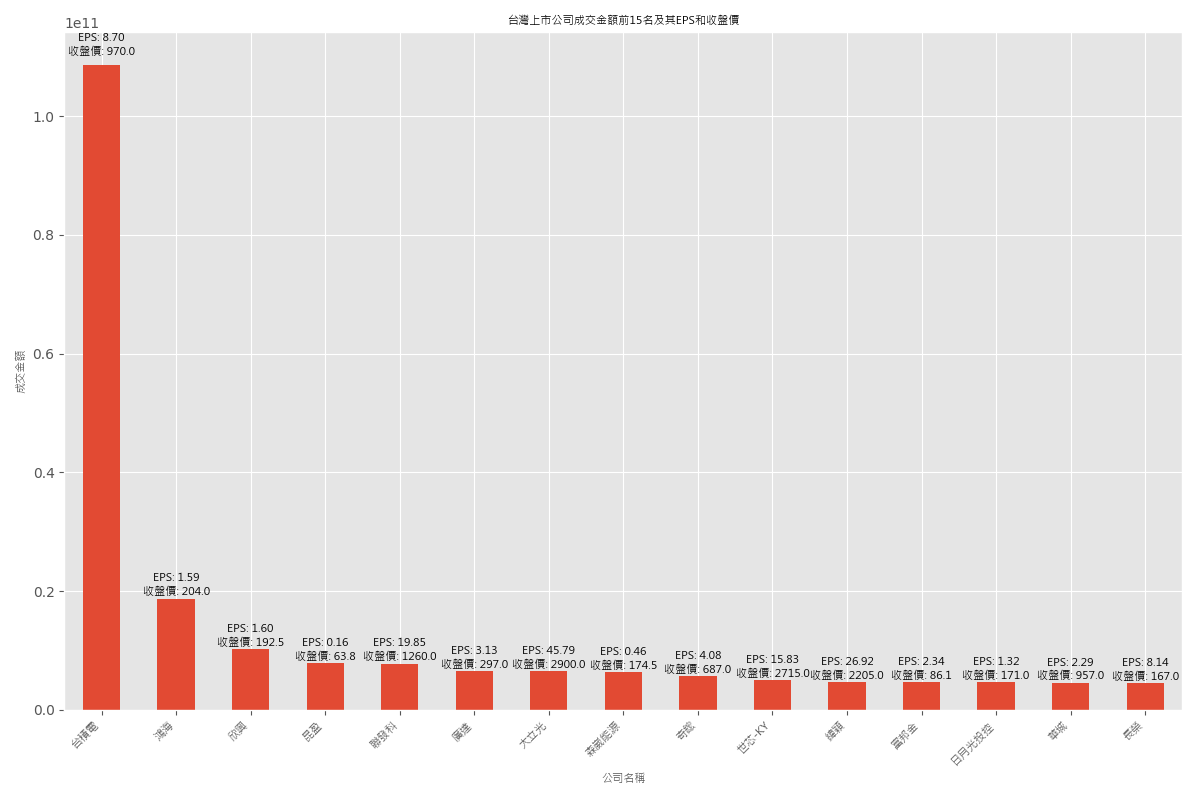 台灣上市公司成交金額前15名及其EPS和收盤價
1e11
EPS: 8.70
收盤價: 970.0
1.0
0.8
0.6
成交金額
0.4
0.2
0.0
EPS: 1.59
收盤價: 204.0
EPS: 1.60
收盤價: 192.5
EPS: 0.16
收盤價: 63.8
EPS: 19.85
收盤價: 1260.0
EPS: 3.13
收盤價: 297.0
EPS: 45.79
收盤價: 2900.0
EPS: 0.46
收盤價: 174.5
EPS: 4.08
收盤價: 687.0
EPS: 15.83
收盤價: 2715.0
EPS: 26.92
收盤價: 2205.0
EPS: 2.34
收盤價: 86.1
EPS: 1.32
收盤價: 171.0
EPS: 2.29
收盤價: 957.0
EPS: 8.14
收盤價: 167.0
台積電
鴻海
欣興
昆盈
聯發科
廣達
大立光
森崴能源
奇鋐
世芯-KY
緯穎
富邦金
日月光投控
華城
長榮
公司名稱